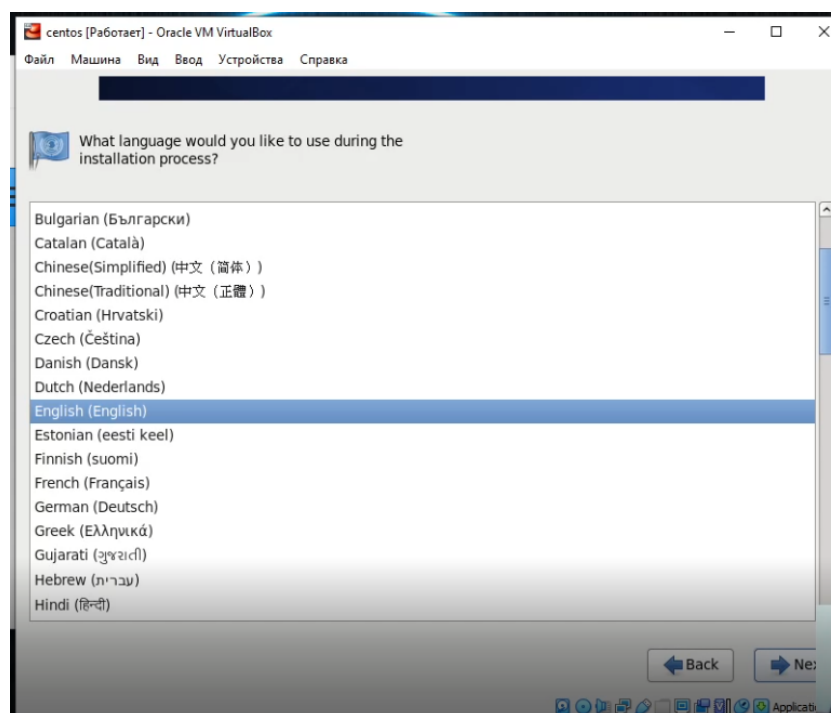 centos [Работает] - Oracle VM VirtualBox
Файл Машина Вид Ввод Устройства Справка
What language would you like to use during the
installation process?
Bulgarian (Български)
Catalan (Català)
Chinese(Simplified) (中文（简体）)
Chinese(Traditional) (中文（正體）)
Croatian (Hrvatski)
Czech (Čeština)
Danish (Dansk)
Dutch (Nederlands)
English (English)
Estonian (eesti keel)
Finnish (suomi)
French (Français)
German (Deutsch)
Greek (Ελληνικά)
Gujarati (ગુજરાતી)
Hebrew (עברית)
Hindi (हिन्दी)
Back